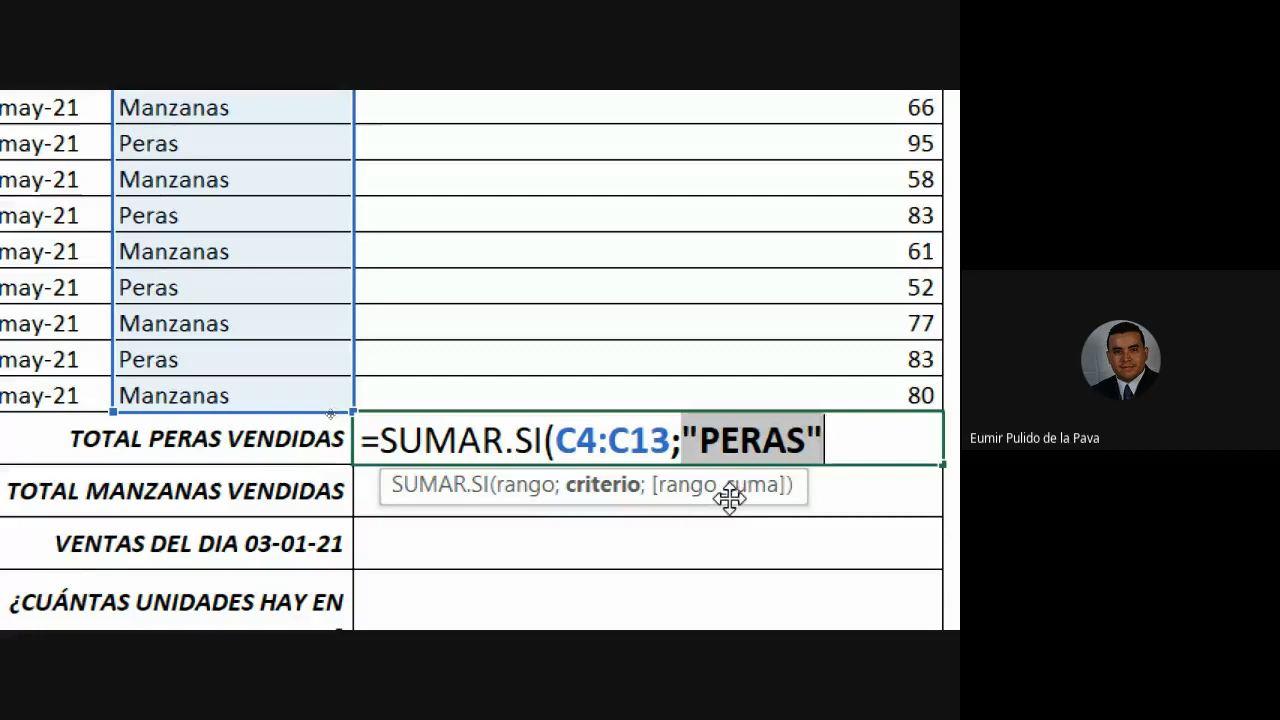 may-21 Manzanas 66
may-21 Peras 95
may-21 Manzanas 58
may-21 Peras 83
may-21 Manzanas 61
may-21 Peras 52
may-21 Manzanas 77
may-21 Peras 83
may-21 Manzanas 80
TOTAL PERAS VENDIDAS =SUMAR.SI(C4:C13;"PERAS"
SUMAR.SI(rango; criterio; [rango_suma])
TOTAL MANZANAS VENDIDAS
VENTAS DEL DIA 03-01-21
¿CUÁNTAS UNIDADES HAY EN
Eumir Pulido de la Pava